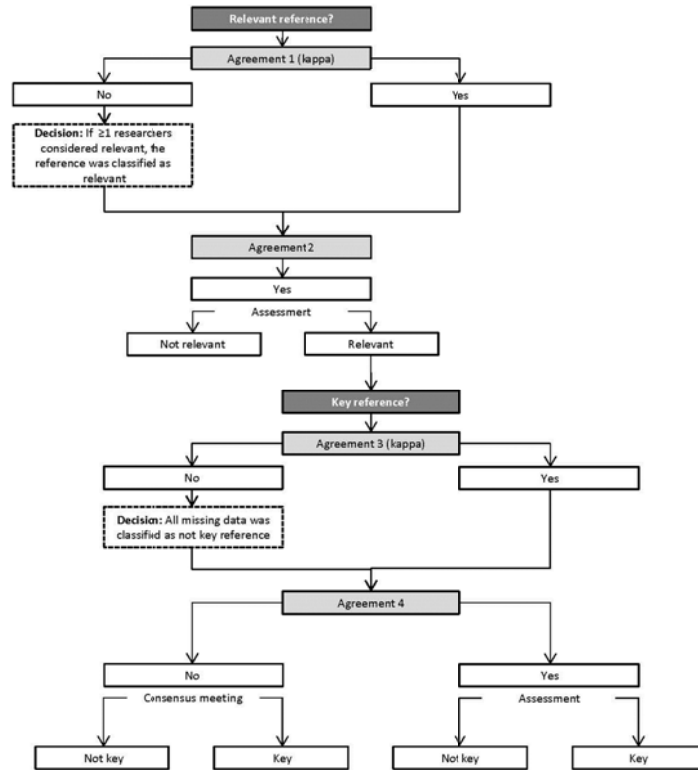 Relevant reference?
Agreement 1 (kappa)
No
Yes
Decision: If ≥1 researchers
considered relevant, the
reference was classified as
relevant
Agreement 2
Yes
Assessment
Not relevant
Relevant
Key reference?
Agreement 3 (kappa)
No
Yes
Decision: All missing data was
classified as not key reference
Agreement 4
No
Yes
Consensus meeting
Assessment
Not key
Key
Not key
Key